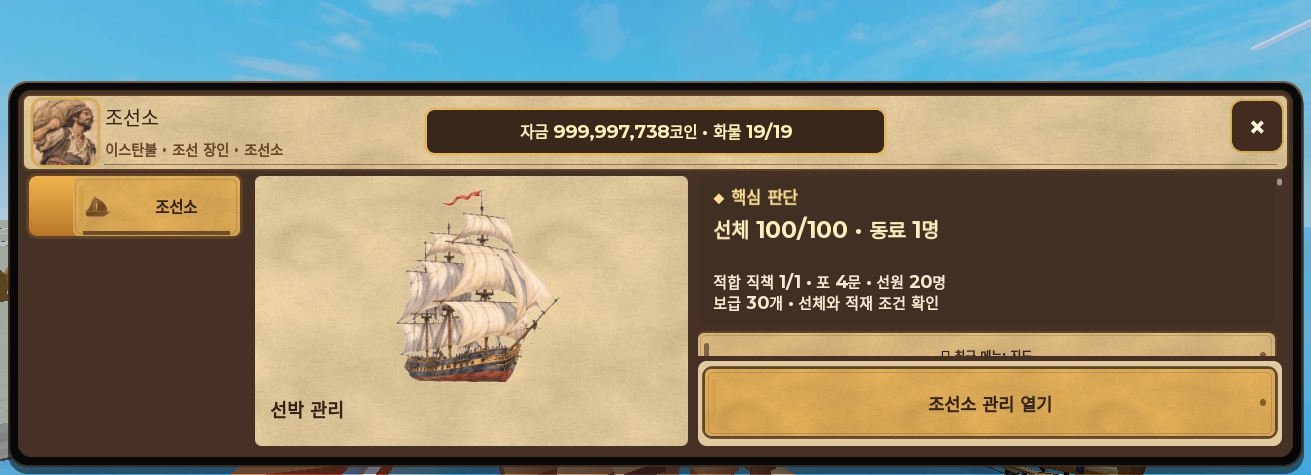 조선소
이스탄불 • 조선 장인 • 조선소
자금 999,997,738코인 • 화물 19/19
×
조선소
선박 관리
◆ 핵심 판단
선체 100/100 • 동료 1명
적합 직책 1/1 • 포 4문 • 선원 20명
보급 30개 • 선체와 적재 조건 확인
조선소 관리 열기